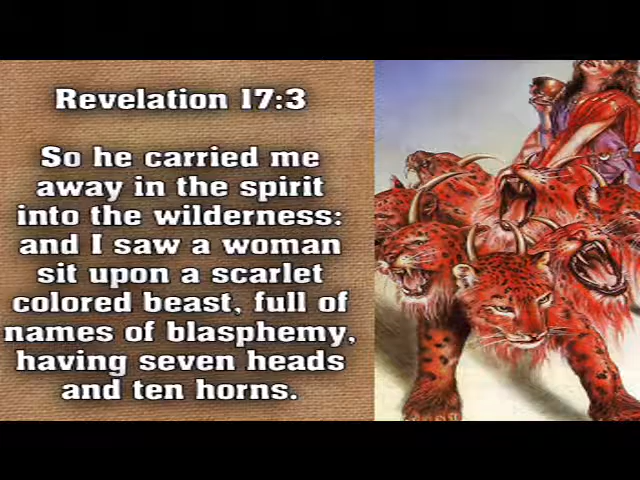 Revelation 17:3
So he carried me
away in the spirit
into the wilderness:
and I saw a woman
sit upon a scarlet
colored beast, full of
names of blasphemy,
having seven heads
and ten horns.